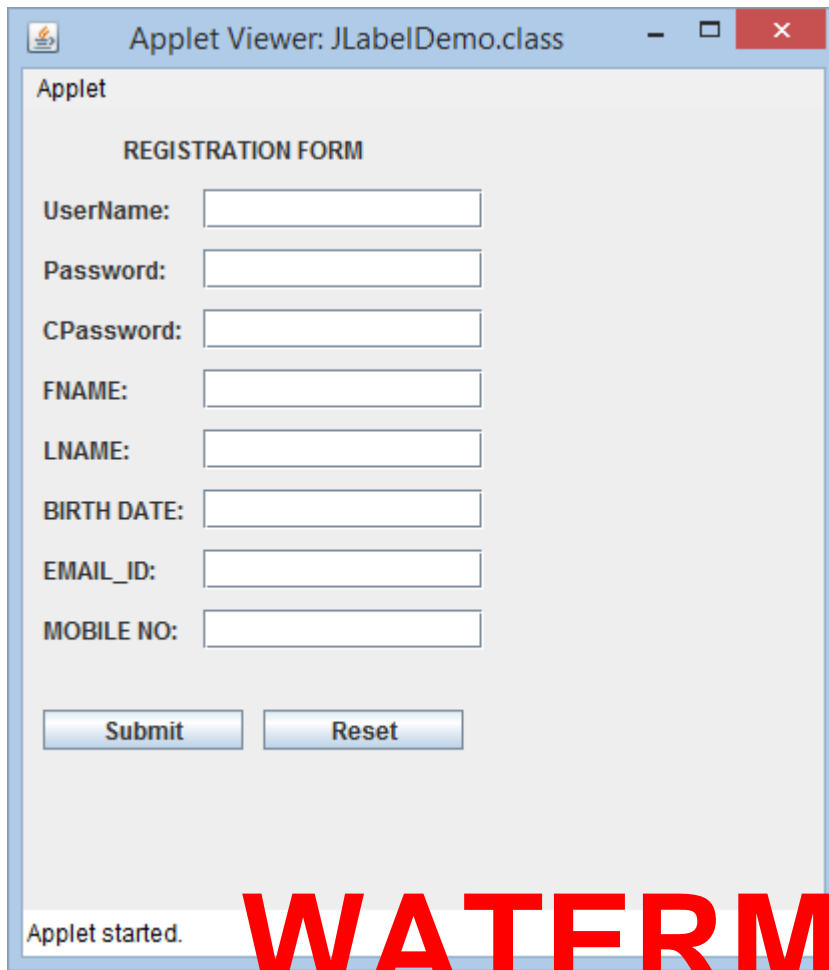 Applet Viewer: JLabelDemo.class
Applet
REGISTRATION FORM
UserName:
Password:
CPassword:
FNAME:
LNAME:
BIRTH DATE:
EMAIL_ID:
MOBILE NO:
Submit Reset
Applet started.
WATERM